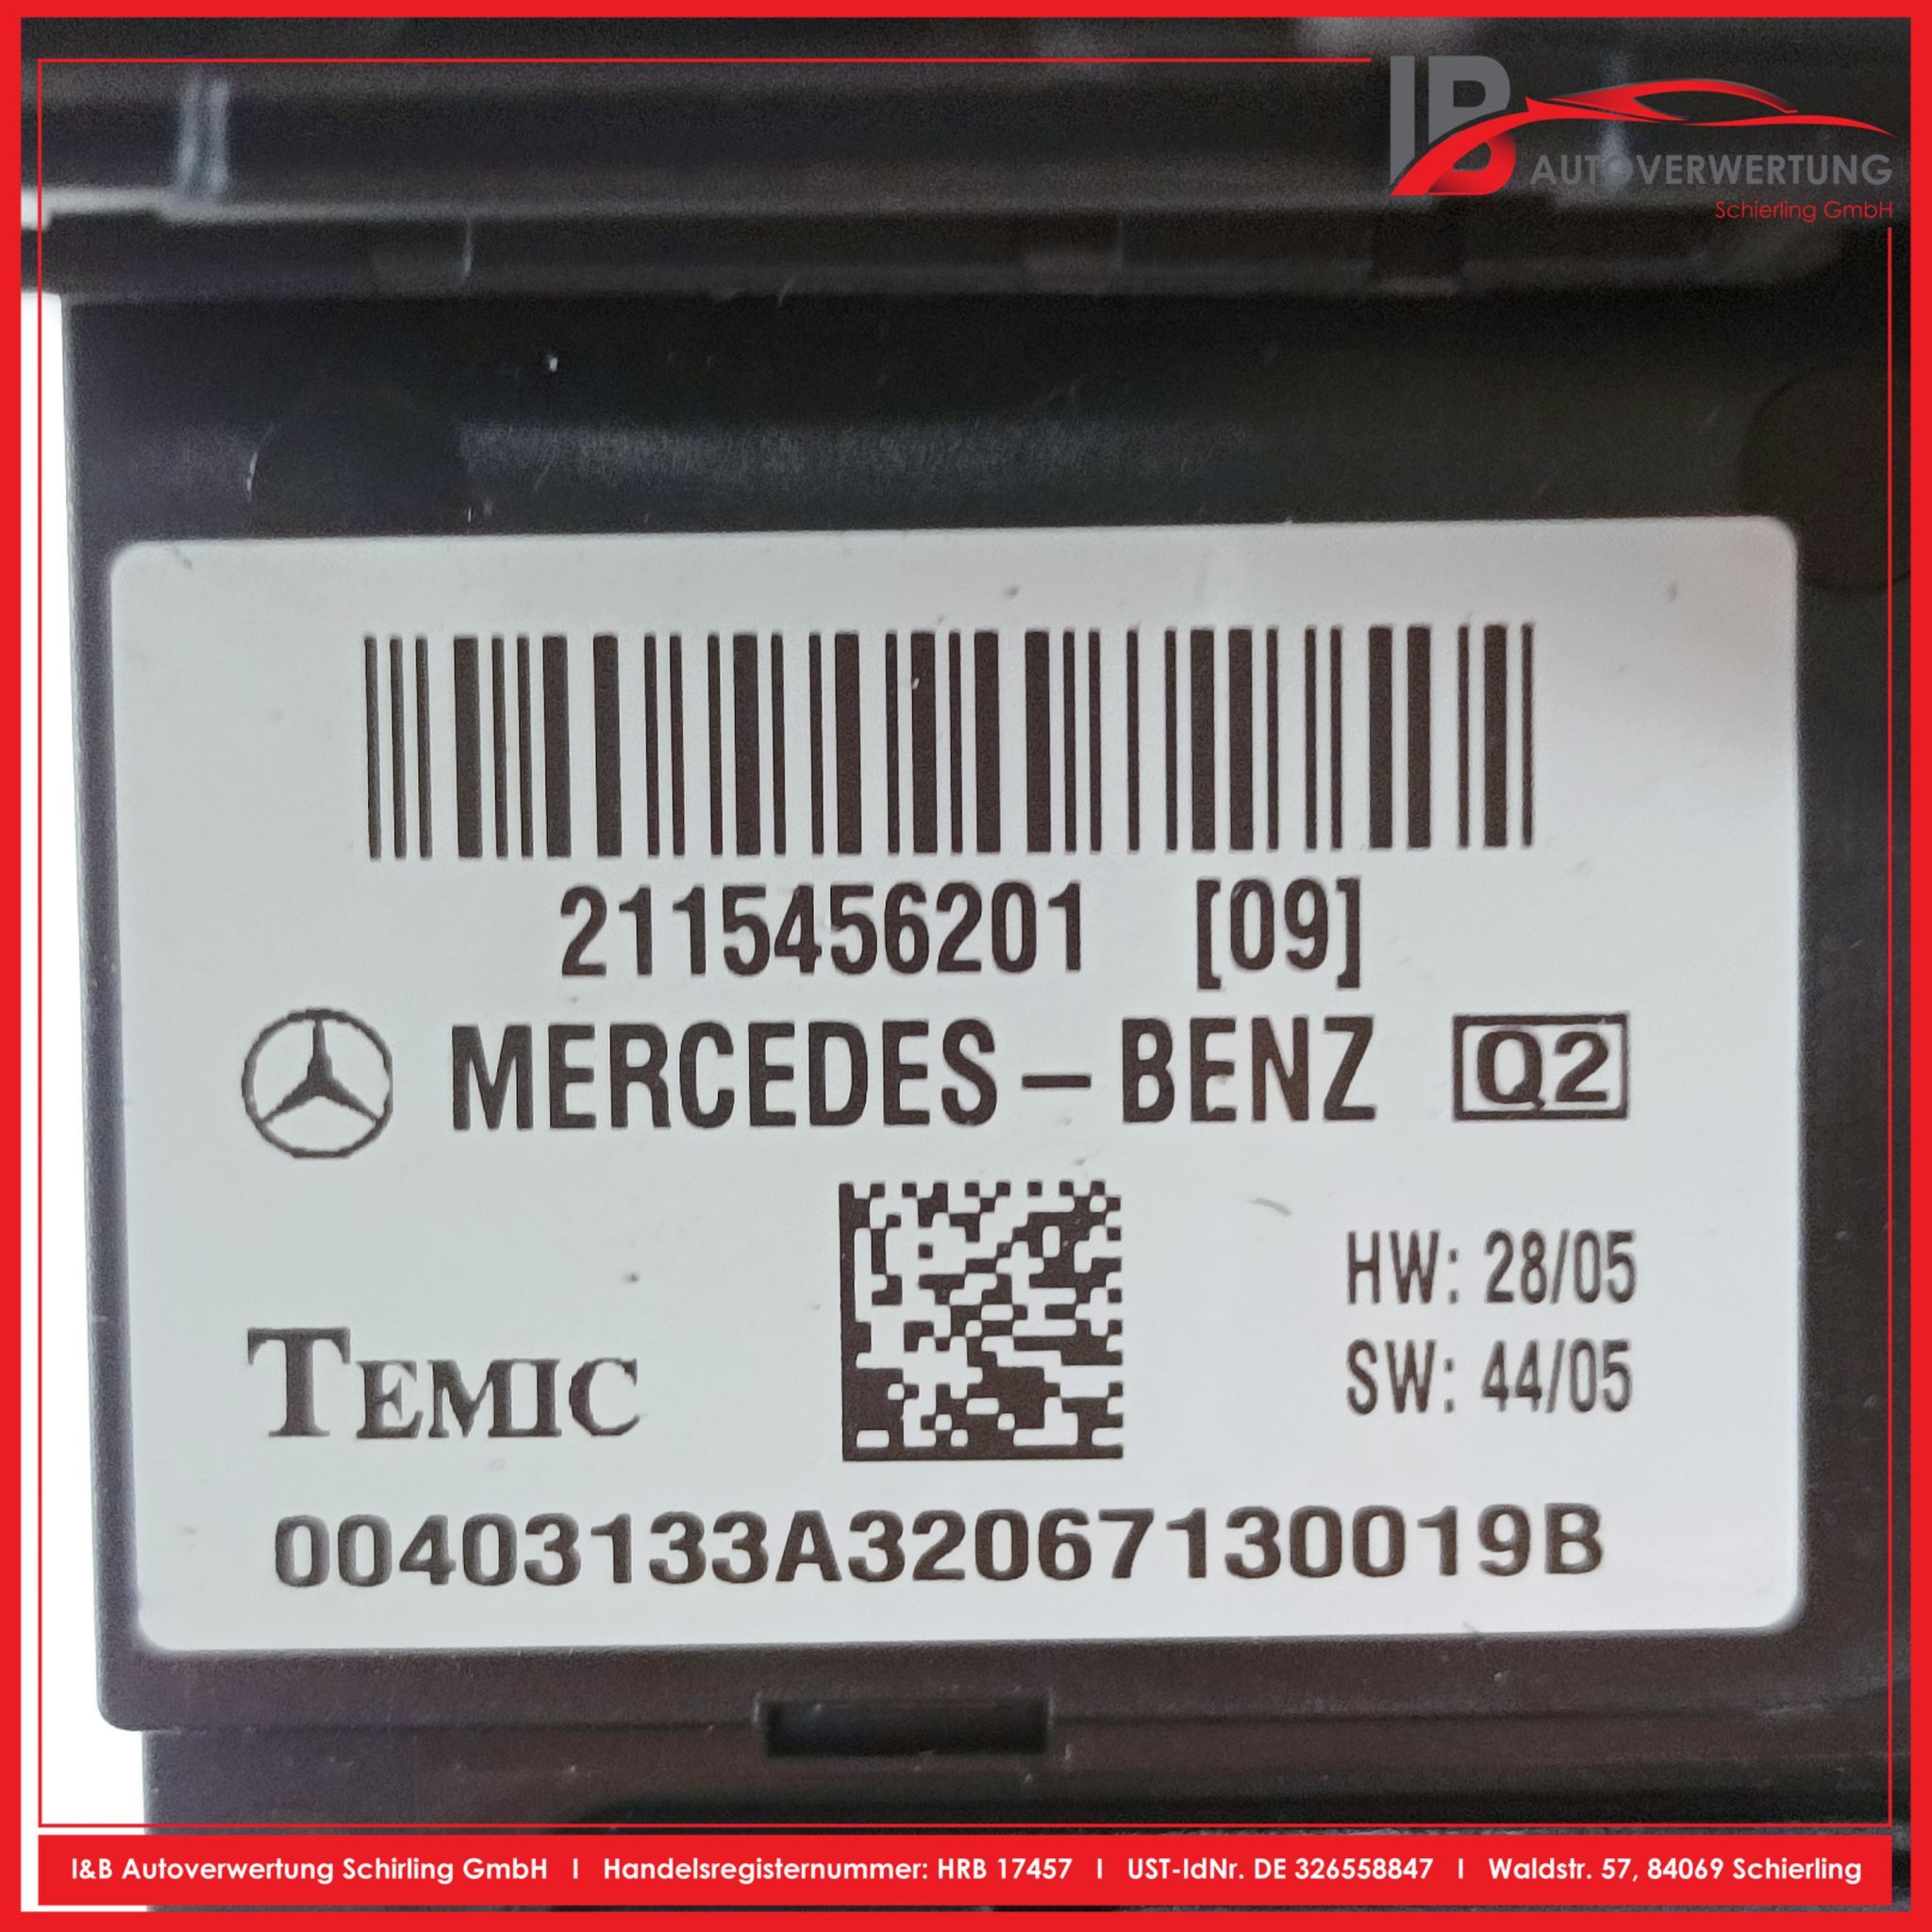 IB
AUTOVERWERTUNG
Schierling GmbH
2115456201 [09]
MERCEDES-BENZ Q2
HW: 28/05
SW: 44/05
TEMIC
00403133A32067130019B
I&B Autoverwertung Schirling GmbH | Handelsregisternummer: HRB 17457 | UST-IdNr. DE 326558847 | Waldstr. 57, 84069 Schierling